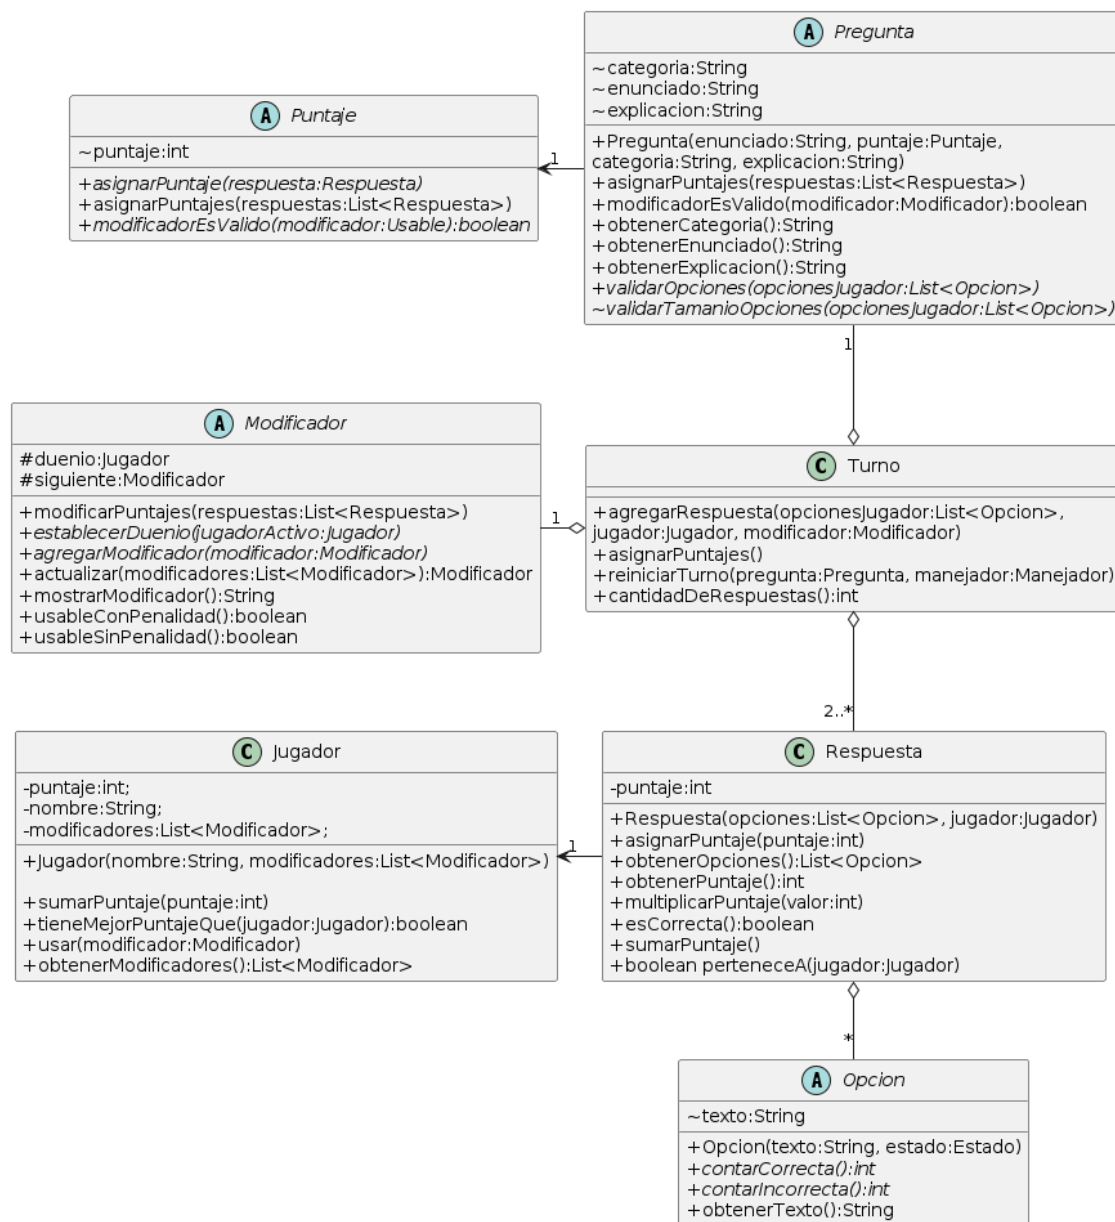 A Pregunta
~categoria:String
~enunciado:String
~explicacion:String
+Pregunta(enunciado:String, puntaje:Puntaje,
categoria:String, explicacion:String)
+asignarPuntajes(respuestas:List<Respuesta>)
+modificadorEsValido(modificador:Modificador):boolean
+obtenerCategoria():String
+obtenerEnunciado():String
+obtenerExplicacion():String
+validarOpciones(opcionesJugador:List<Opcion>)
~validarTamanioOpciones(opcionesJugador:List<Opcion>)
A Puntaje
~puntaje:int
+asignarPuntaje(respuesta:Respuesta)
+asignarPuntajes(respuestas:List<Respuesta>)
+modificadorEsValido(modificador:Usable):boolean
1
1
A Modificador
#duenio:Jugador
#siguiente:Modificador
+modificarPuntajes(respuestas:List<Respuesta>)
+establecerDuenio(jugadorActivo:Jugador)
+agregarModificador(modificador:Modificador)
+actualizar(modificadores:List<Modificador>):Modificador
+mostrarModificador():String
+usableConPenalidad():boolean
+usableSinPenalidad():boolean
1
C Turno
+agregarRespuesta(opcionesJugador:List<Opcion>,
jugador:Jugador, modificador:Modificador)
+asignarPuntajes()
+reiniciarTurno(pregunta:Pregunta, manejador:Manejador)
+cantidadDeRespuestas():int
2..*
C Jugador
-puntaje:int;
-nombre:String;
-modificadores:List<Modificador>;
+Jugador(nombre:String, modificadores:List<Modificador>)
+sumarPuntaje(puntaje:int)
+tieneMejorPuntajeQue(jugador:Jugador):boolean
+usar(modificador:Modificador)
+obtenerModificadores():List<Modificador>
1
C Respuesta
-puntaje:int
+Respuesta(opciones:List<Opcion>, jugador:Jugador)
+asignarPuntaje(puntaje:int)
+obtenerOpciones():List<Opcion>
+obtenerPuntaje():int
+multiplicarPuntaje(valor:int)
+esCorrecta():boolean
+sumarPuntaje()
+boolean perteneceA(jugador:Jugador)
*
A Opcion
~texto:String
+Opcion(texto:String, estado:Estado)
+contarCorrecta():int
+contarIncorrecta():int
+obtenerTexto():String